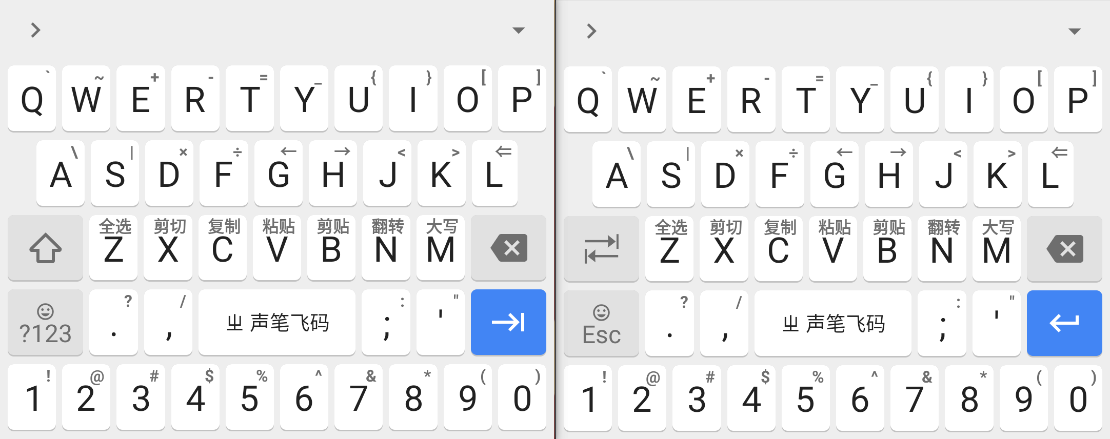 ` ~ + - = _ { } [ ] ` ~ + - = _ { } [ ]
Q W E R T Y U I O P Q W E R T Y U I O P
\ | × ÷ ← → < > ⇐ \ | × ÷ ← → < > ⇐
A S D F G H J K L A S D F G H J K L
全选 剪切 复制 粘贴 剪贴 翻转 大写 全选 剪切 复制 粘贴 剪贴 翻转 大写
Z X C V B N M Z X C V B N M
? / : " ? / : "
?123 . , ㄓ 声笔飞码 ; ' Esc . , ㄓ 声笔飞码 ; '
! @ # $ % ^ & * ( ) ! @ # $ % ^ & * ( )
1 2 3 4 5 6 7 8 9 0 1 2 3 4 5 6 7 8 9 0